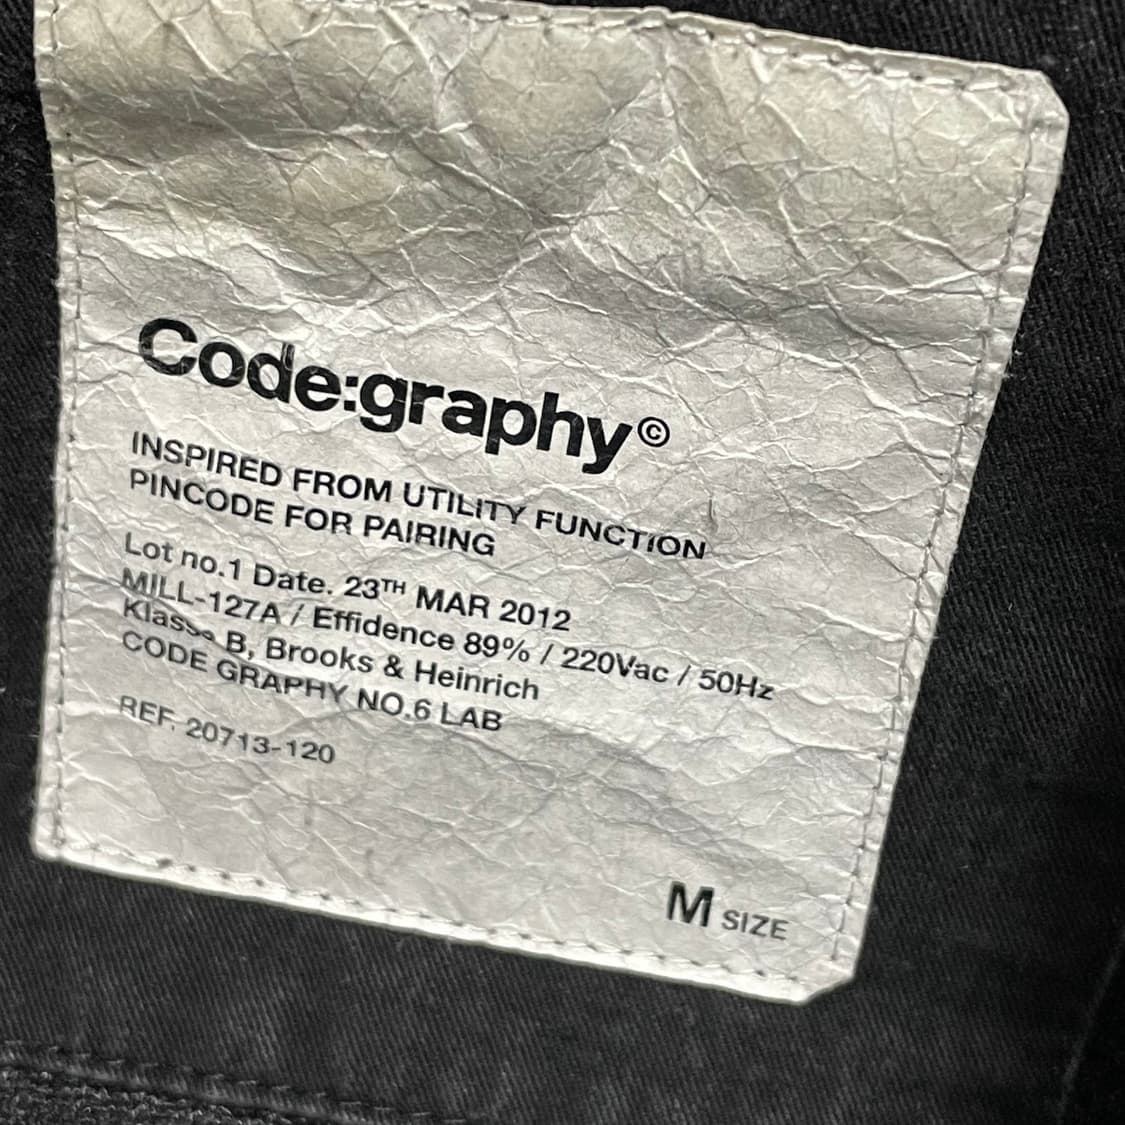 Code:graphy©
INSPIRED FROM UTILITY FUNCTION
PINCODE FOR PAIRING
Lot no.1 Date. 23TH MAR 2012
MILL-127A / Effidence 89% / 220Vac / 50Hz
Klasse B, Brooks & Heinrich
CODE GRAPHY NO.6 LAB
REF. 20713-120
M SIZE